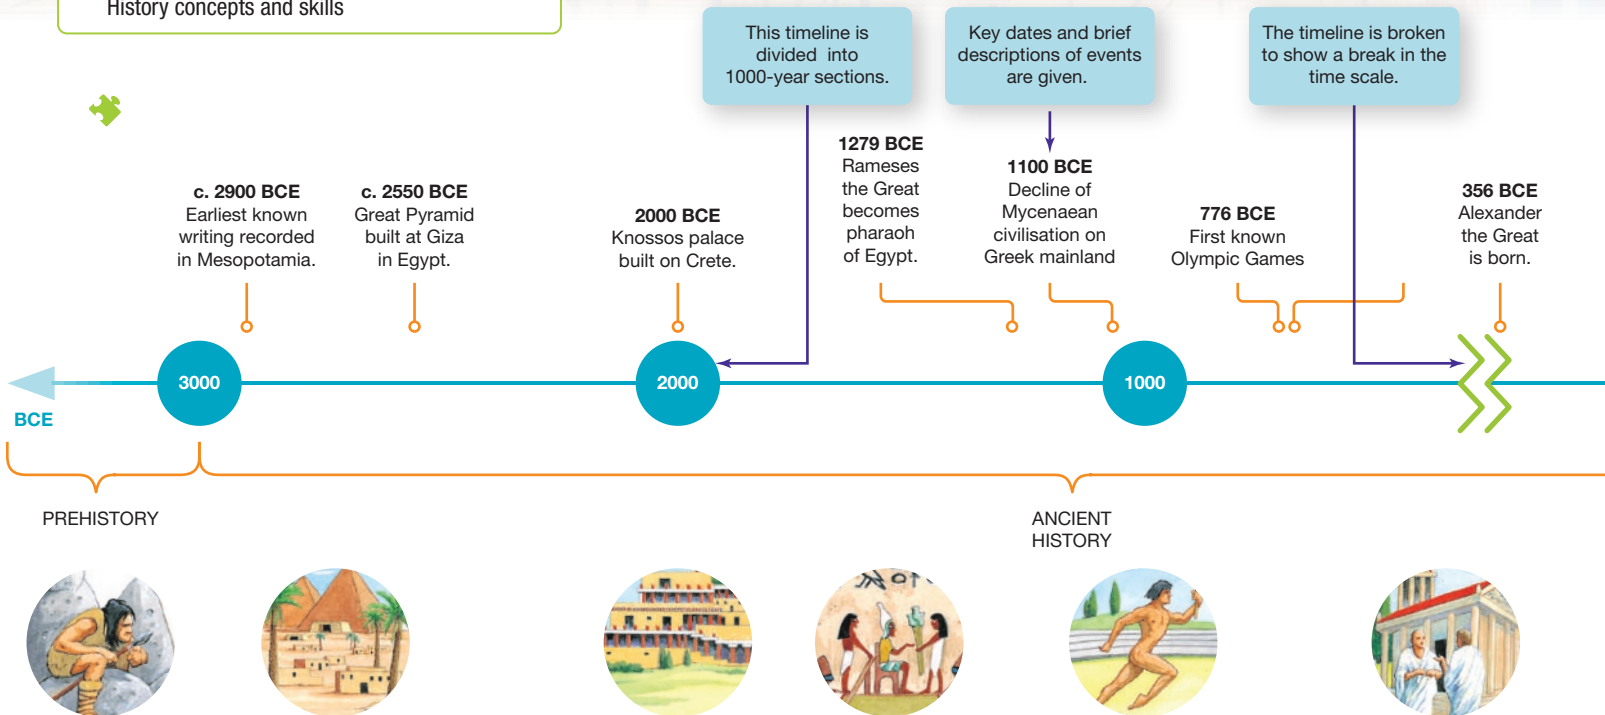 History concepts and skills
This timeline is
divided into
1000-year sections.
Key dates and brief
descriptions of events
are given.
The timeline is broken
to show a break in the
time scale.
c. 2900 BCE
Earliest known
writing recorded
in Mesopotamia.
c. 2550 BCE
Great Pyramid
built at Giza
in Egypt.
2000 BCE
Knossos palace
built on Crete.
1279 BCE
Rameses
the Great
becomes
pharaoh
of Egypt.
1100 BCE
Decline of
Mycenaean
civilisation on
Greek mainland
776 BCE
First known
Olympic Games
356 BCE
Alexander
the Great
is born.
3000
2000
1000
BCE
PREHISTORY
ANCIENT
HISTORY